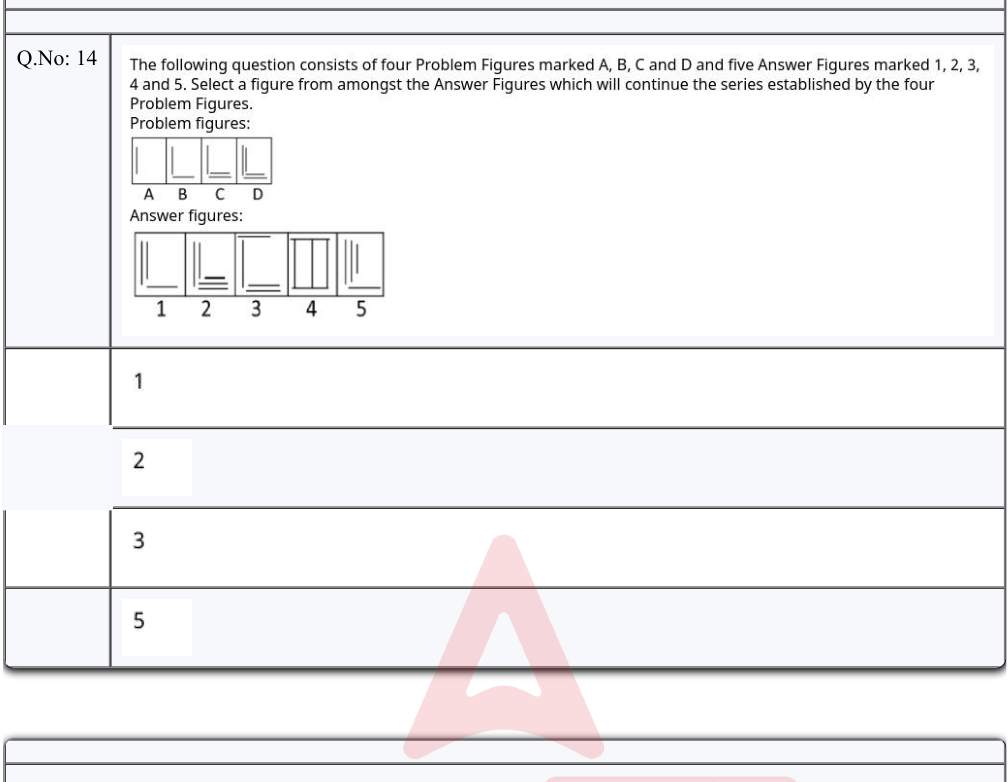 Q.No: 14
The following question consists of four Problem Figures marked A, B, C and D and five Answer Figures marked 1, 2, 3,
4 and 5. Select a figure from amongst the Answer Figures which will continue the series established by the four
Problem Figures.
Problem figures:
A B C D
Answer figures:
1 2 3 4 5
1
2
3
5